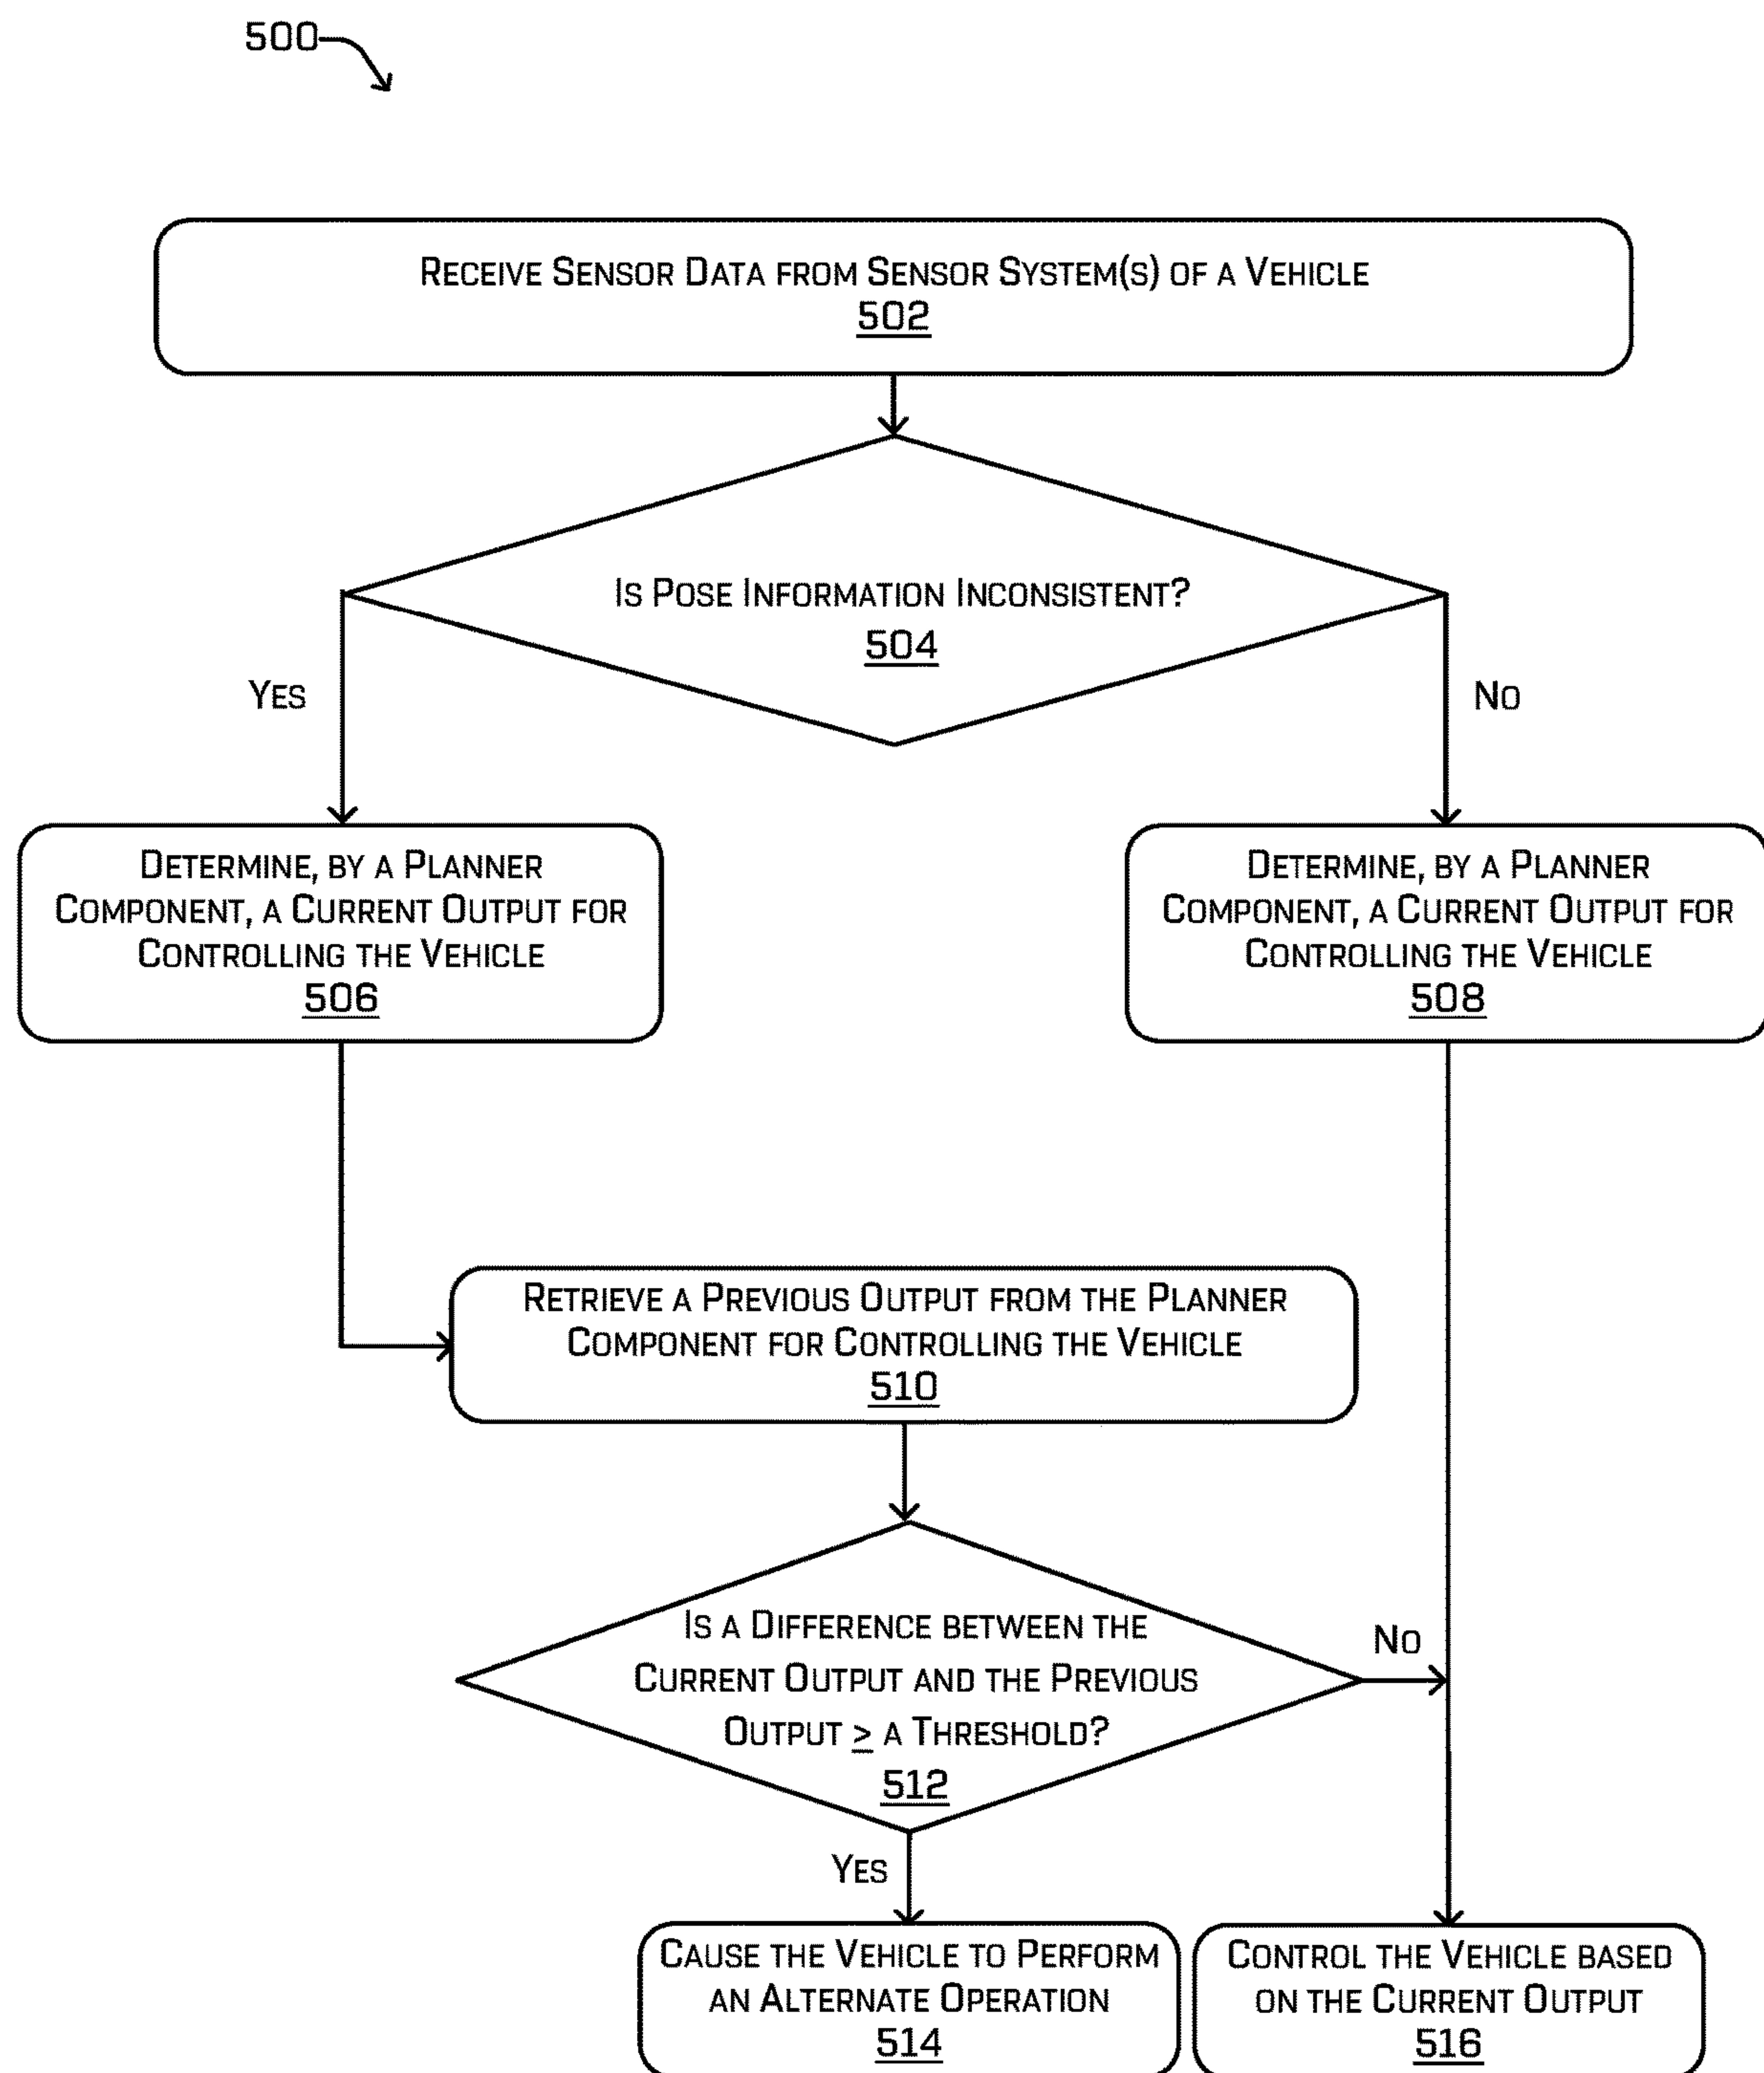 500
RECEIVE SENSOR DATA FROM SENSOR SYSTEM(S) OF A VEHICLE
502
IS POSE INFORMATION INCONSISTENT?
504
YES
NO
DETERMINE, BY A PLANNER
COMPONENT, A CURRENT OUTPUT FOR
CONTROLLING THE VEHICLE
506
DETERMINE, BY A PLANNER
COMPONENT, A CURRENT OUTPUT FOR
CONTROLLING THE VEHICLE
508
RETRIEVE A PREVIOUS OUTPUT FROM THE PLANNER
COMPONENT FOR CONTROLLING THE VEHICLE
510
IS A DIFFERENCE BETWEEN THE
CURRENT OUTPUT AND THE PREVIOUS
OUTPUT ≥ A THRESHOLD?
512
NO
YES
CAUSE THE VEHICLE TO PERFORM
AN ALTERNATE OPERATION
514
CONTROL THE VEHICLE BASED
ON THE CURRENT OUTPUT
516